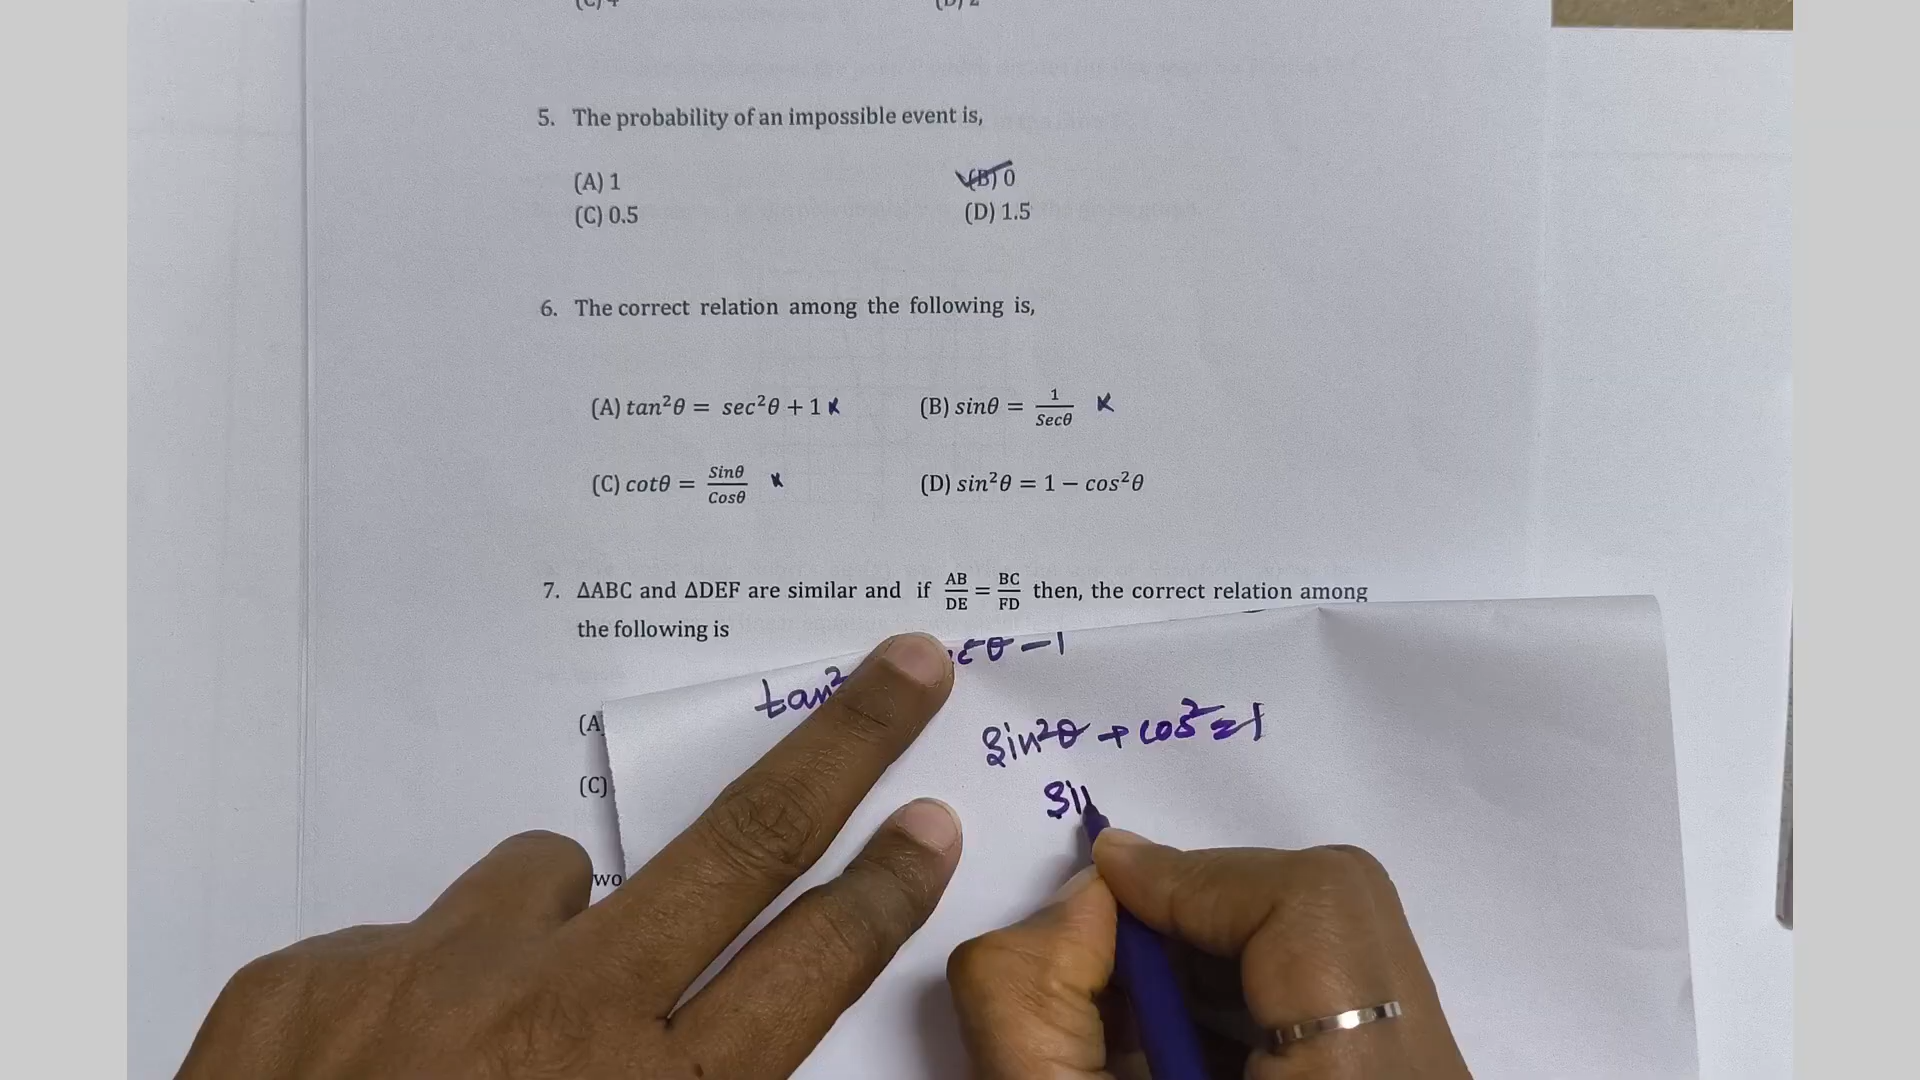 5. The probability of an impossible event is,
(A) 1 (B) 0
(C) 0.5 (D) 1.5
6. The correct relation among the following is,
(A) tan²θ = sec²θ + 1 (B) sinθ = 1/Secθ
(C) cotθ = Sinθ/Cosθ (D) sin²θ = 1 − cos²θ
7. ΔABC and ΔDEF are similar and if AB/DE = BC/FD then, the correct relation among
the following is
tan² θ −1
sin²θ + cos² = 1
(A
(C)
wo